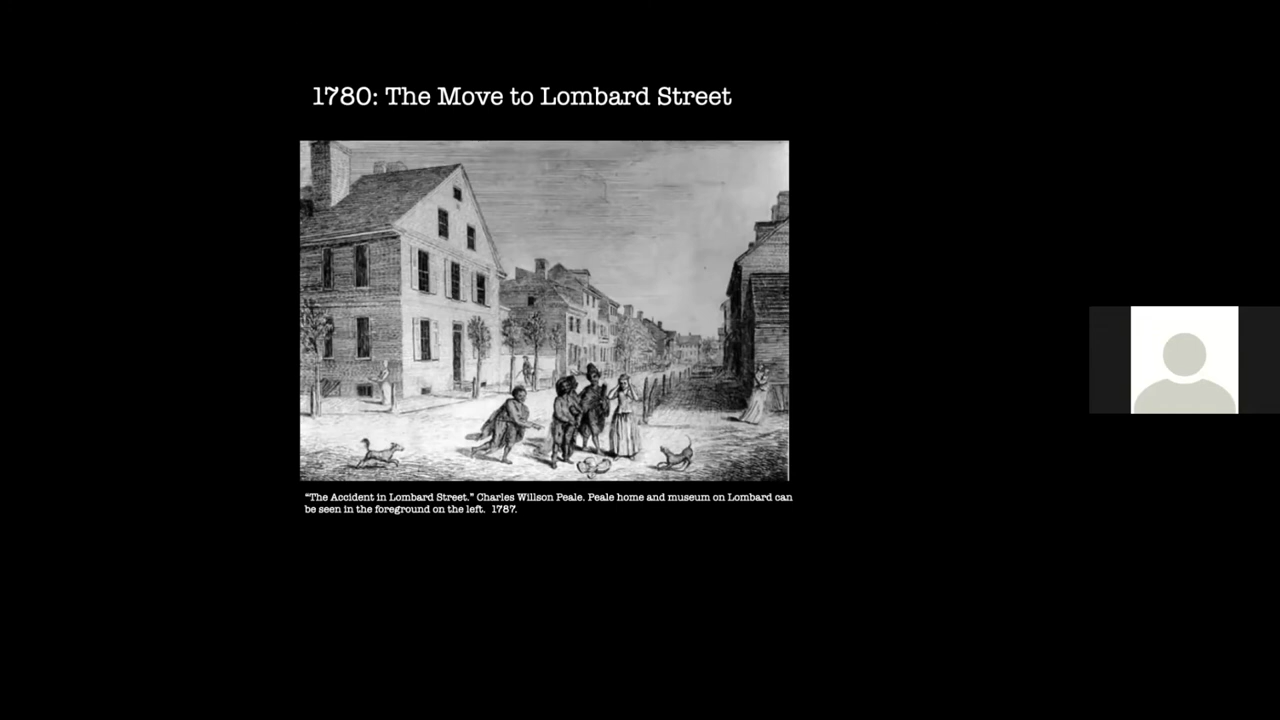 1780: The Move to Lombard Street
“The Accident in Lombard Street.” Charles Willson Peale. Peale home and museum on Lombard can
be seen in the foreground on the left.  1787.